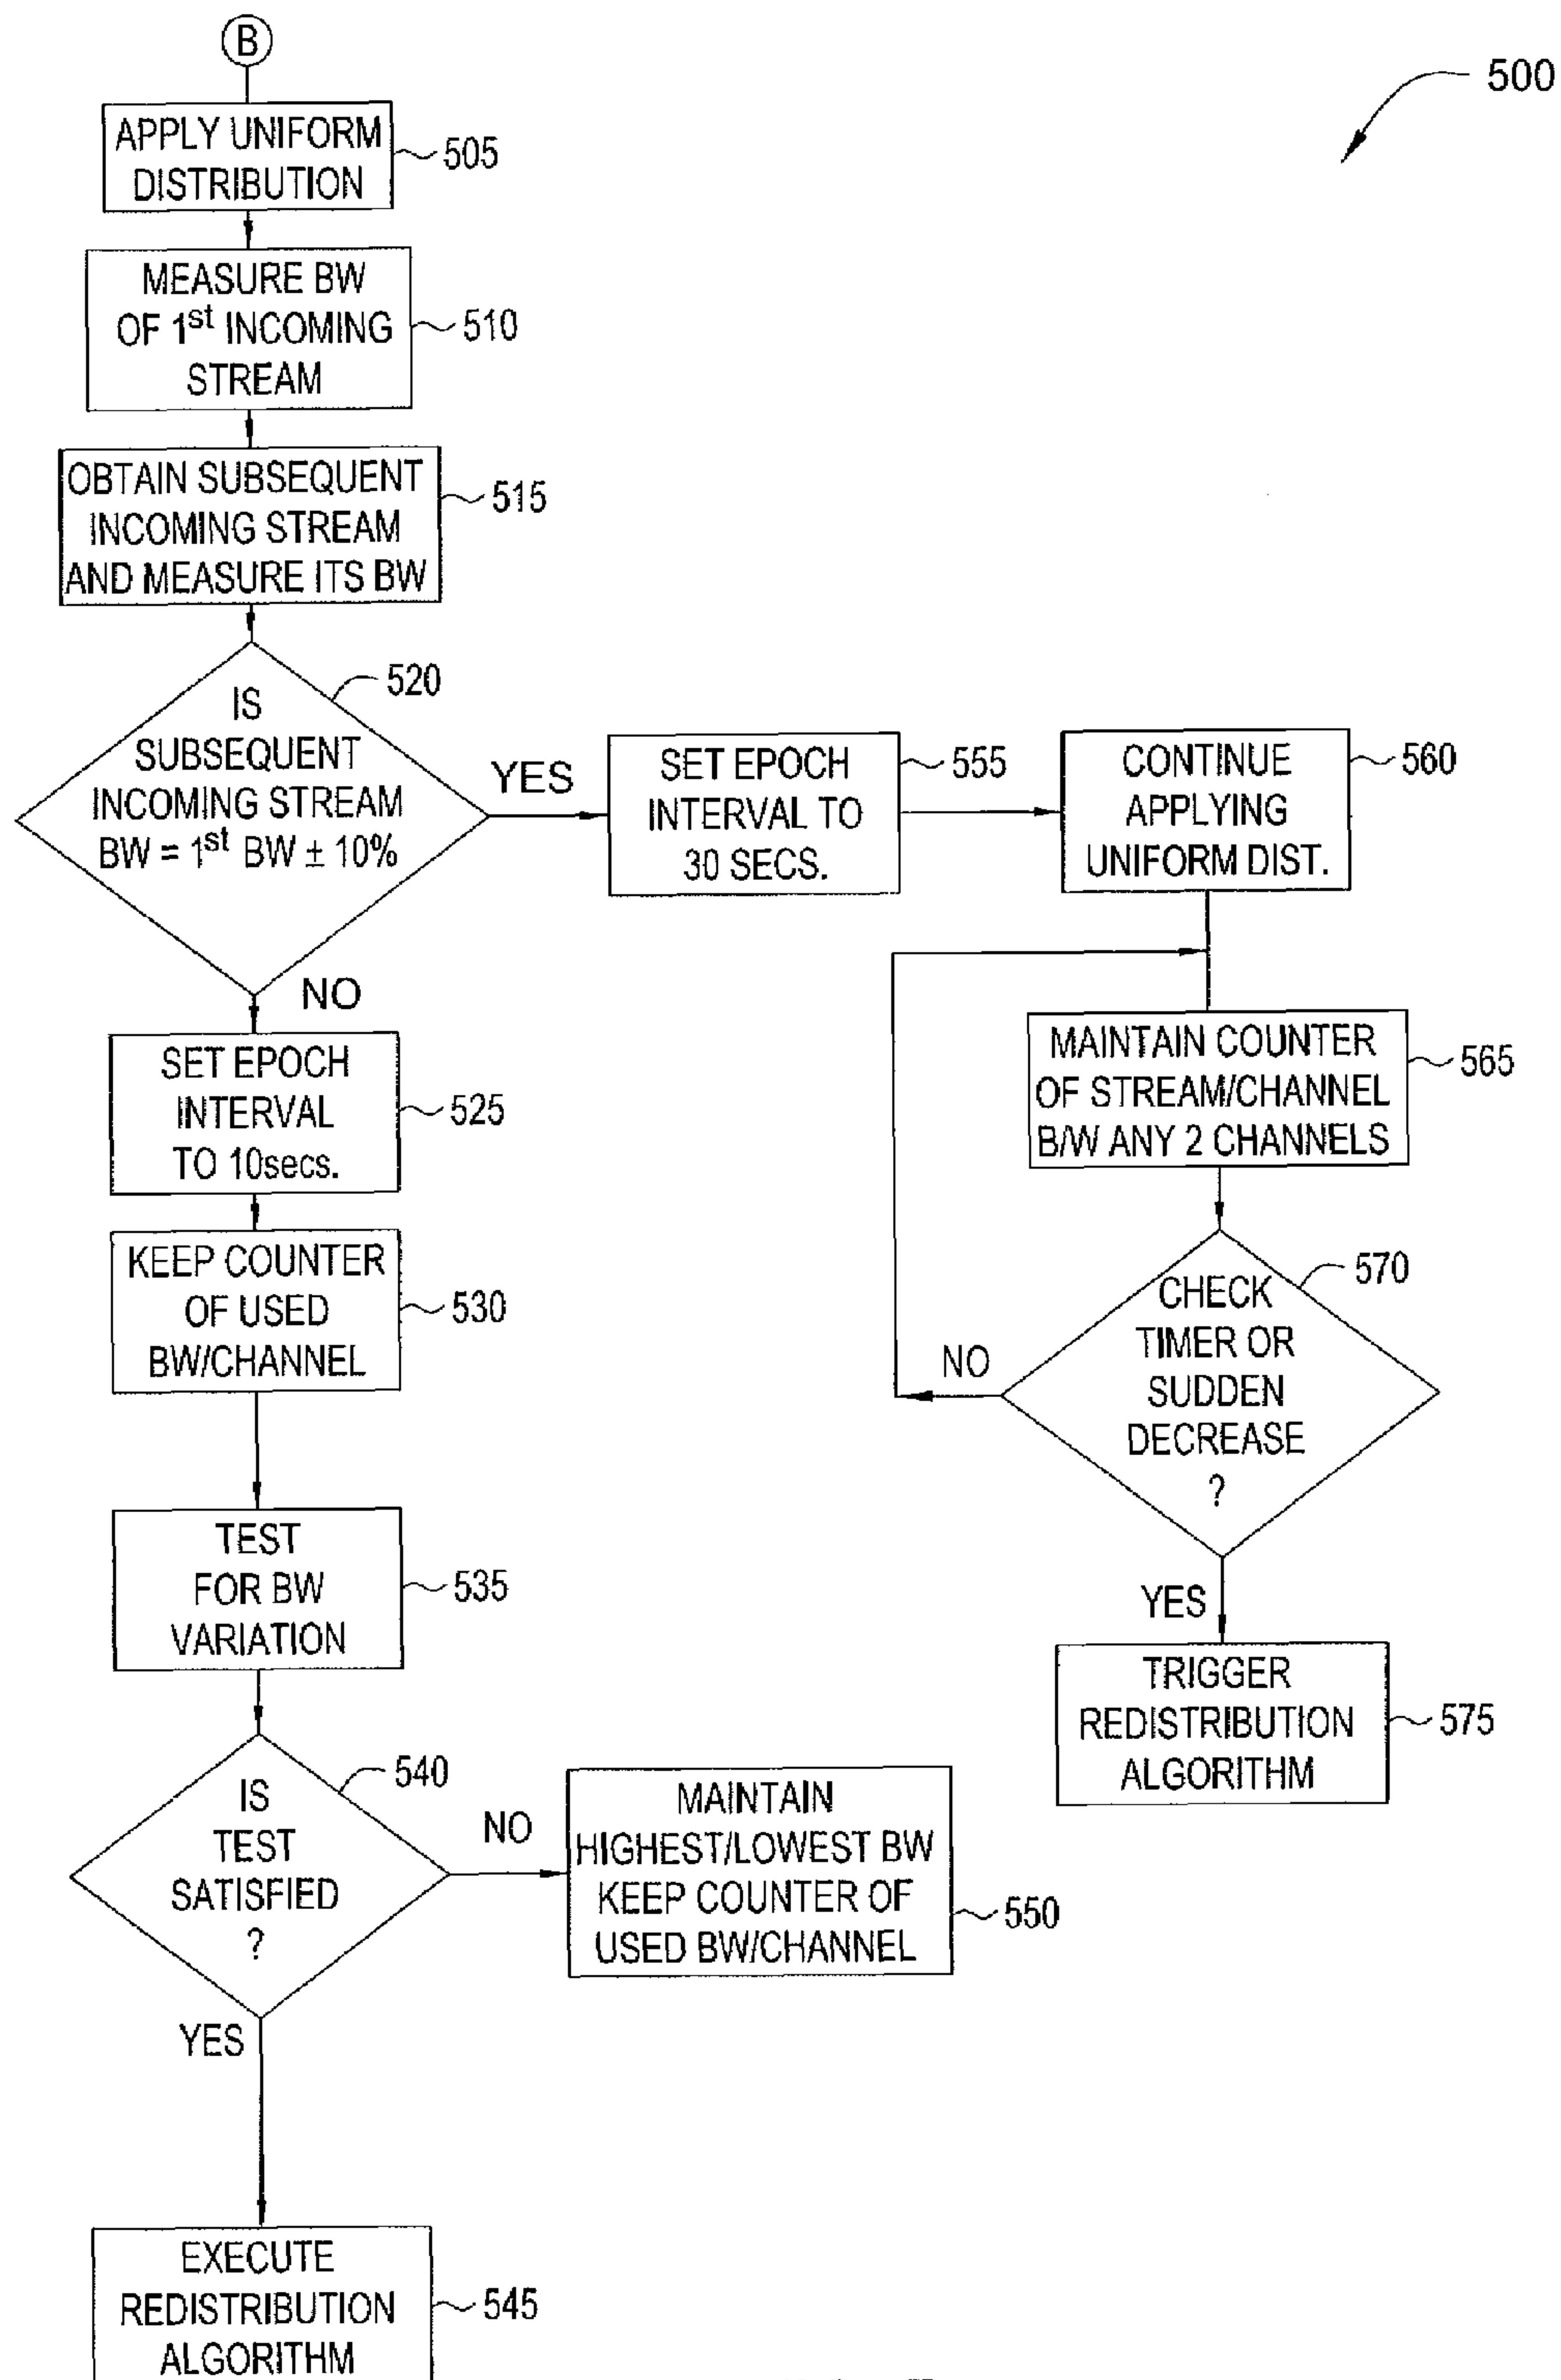 B
500
APPLY UNIFORM
DISTRIBUTION
505
MEASURE BW
OF 1st INCOMING
STREAM
510
OBTAIN SUBSEQUENT
INCOMING STREAM
AND MEASURE ITS BW
515
IS
SUBSEQUENT
INCOMING STREAM
BW = 1st BW ± 10%
520
YES
NO
SET EPOCH
INTERVAL TO
30 SECS.
555
CONTINUE
APPLYING
UNIFORM DIST.
560
MAINTAIN COUNTER
OF STREAM/CHANNEL
B/W ANY 2 CHANNELS
565
CHECK
TIMER OR
SUDDEN
DECREASE
?
570
NO
YES
TRIGGER
REDISTRIBUTION
ALGORITHM
575
SET EPOCH
INTERVAL
TO 10secs.
525
KEEP COUNTER
OF USED
BW/CHANNEL
530
TEST
FOR BW
VARIATION
535
IS
TEST
SATISFIED
?
540
NO
YES
MAINTAIN
HIGHEST/LOWEST BW
KEEP COUNTER OF
USED BW/CHANNEL
550
EXECUTE
REDISTRIBUTION
ALGORITHM
545